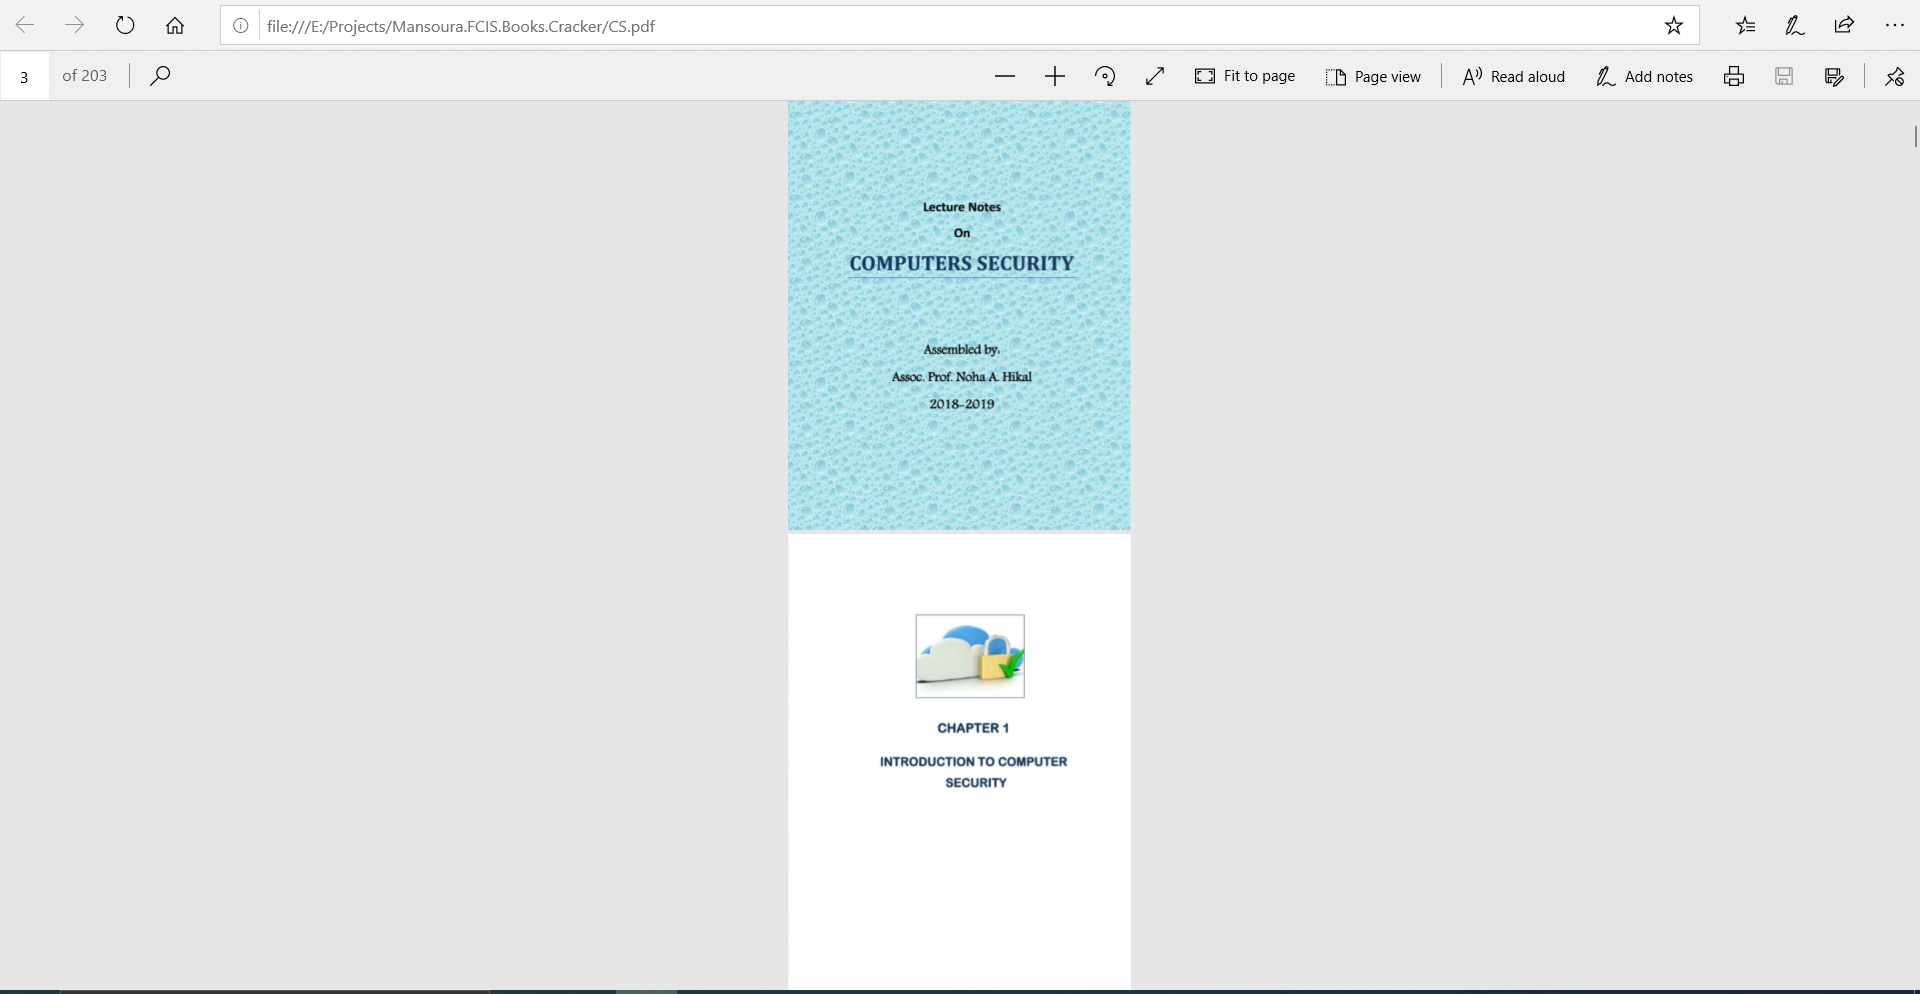 file:///E:/Projects/Mansoura.FCIS.Books.Cracker/CS.pdf
3 of 203
Fit to page
Page view
Read aloud
Add notes
Lecture Notes
On
COMPUTERS SECURITY
Assembled by:
Assoc. Prof. Noha A. Hikal
2018-2019
CHAPTER 1
INTRODUCTION TO COMPUTER
SECURITY